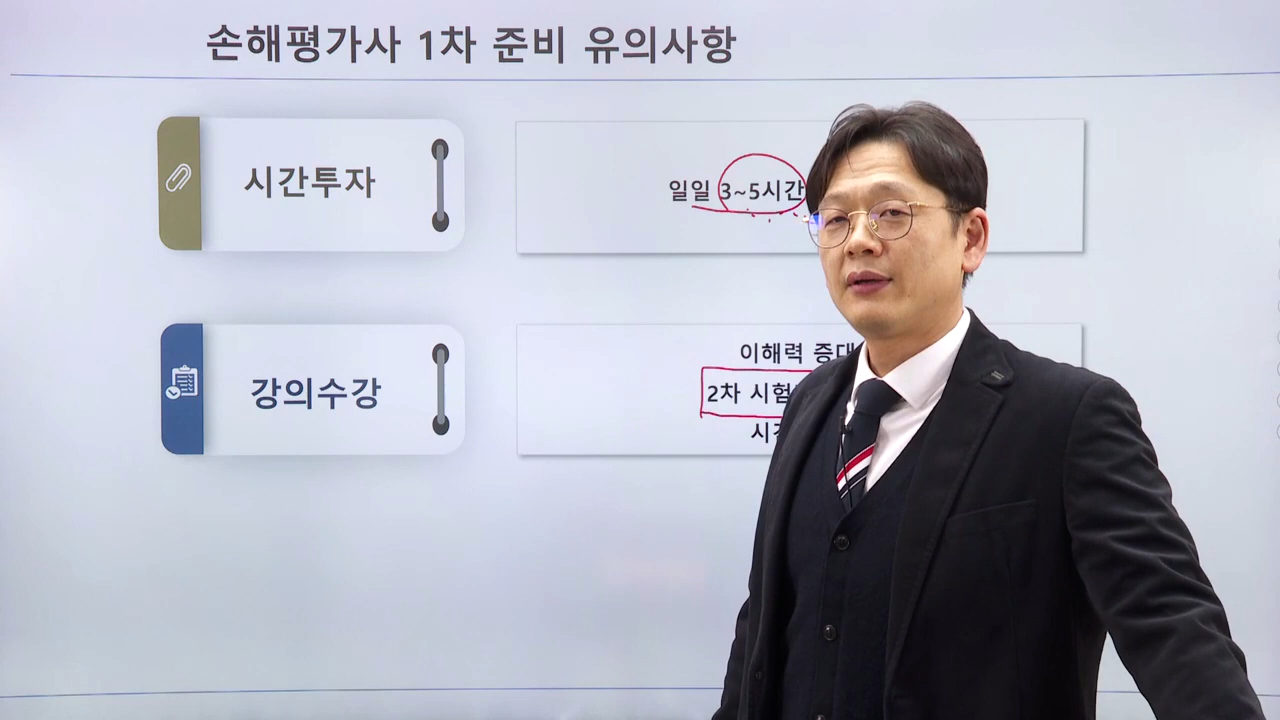 손해평가사 1차 준비 유의사항
시간투자
일일 3~5시간
강의수강
이해력 증대
2차 시험